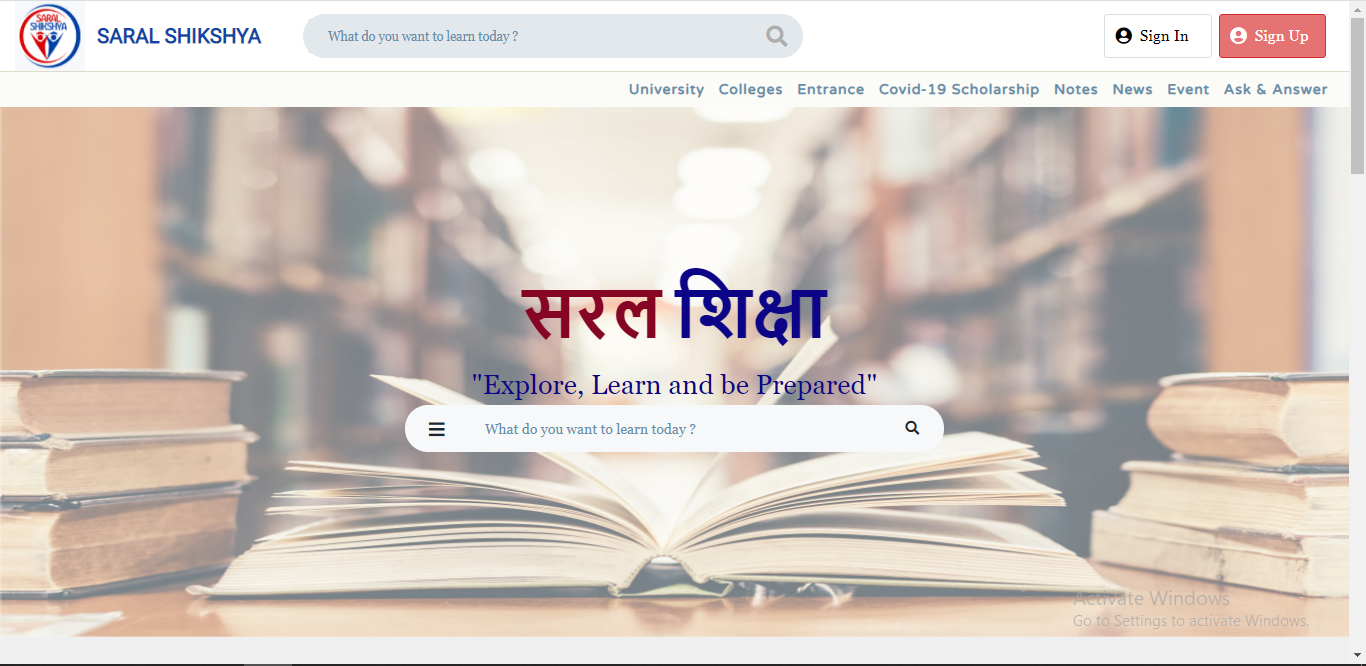 SARAL
SHIKSHYA
SARAL SHIKSHYA
What do you want to learn today ?
Sign In
Sign Up
University Colleges Entrance Covid-19 Scholarship Notes News Event Ask & Answer
सरल शिक्षा
"Explore, Learn and be Prepared"
What do you want to learn today ?
Activate Windows
Go to Settings to activate Windows.